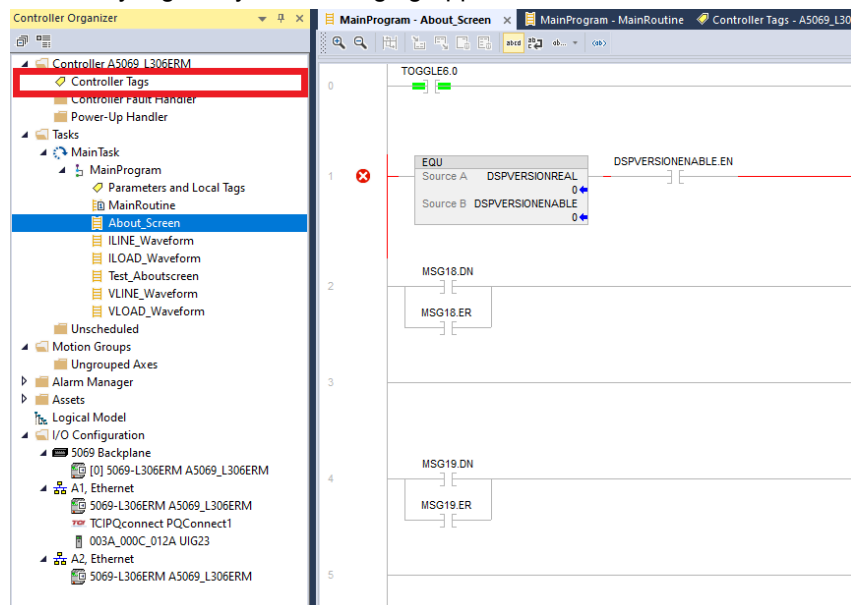 Controller Organizer
MainProgram - About_Screen
MainProgram - MainRoutine
Controller Tags - A5069_L30
Controller A5069_L306ERM
Controller Tags
Controller Fault Handler
Power-Up Handler
Tasks
MainTask
MainProgram
Parameters and Local Tags
MainRoutine
About_Screen
ILINE_Waveform
ILOAD_Waveform
Test_Aboutscreen
VLINE_Waveform
VLOAD_Waveform
Unscheduled
Motion Groups
Ungrouped Axes
Alarm Manager
Assets
Logical Model
I/O Configuration
5069 Backplane
[0] 5069-L306ERM A5069_L306ERM
A1, Ethernet
5069-L306ERM A5069_L306ERM
TCIPQconnect PQConnect1
003A_000C_012A UIG23
A2, Ethernet
5069-L306ERM A5069_L306ERM
abcd
ab...
<ab>
0
TOGGLE6.0
1
EQU
Source A DSPVERSIONREAL
0
Source B DSPVERSIONENABLE
0
DSPVERSIONENABLE.EN
2
MSG18.DN
MSG18.ER
3
4
MSG19.DN
MSG19.ER
5